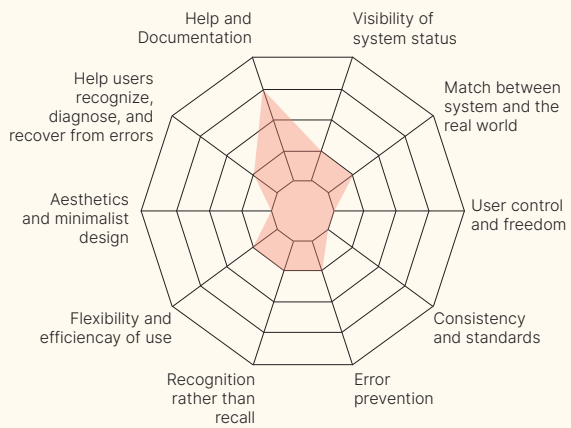 Help and
Documentation
Visibility of
system status
Match between
system and the
real world
User control
and freedom
Consistency
and standards
Error
prevention
Recognition
rather than
recall
Flexibility and
efficiencay of use
Aesthetics
and minimalist
design
Help users
recognize,
diagnose, and
recover from errors